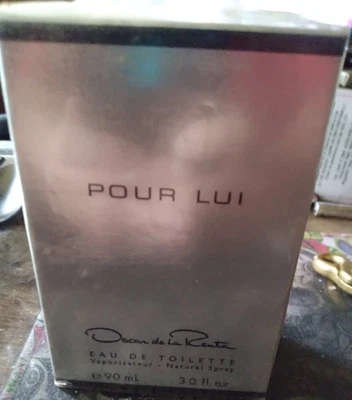 POUR LUI
Oscar de la Renta
EAU DE TOILETTE
Vaporisateur - Natural Spray
℮ 90 mL 3.0 fl.oz